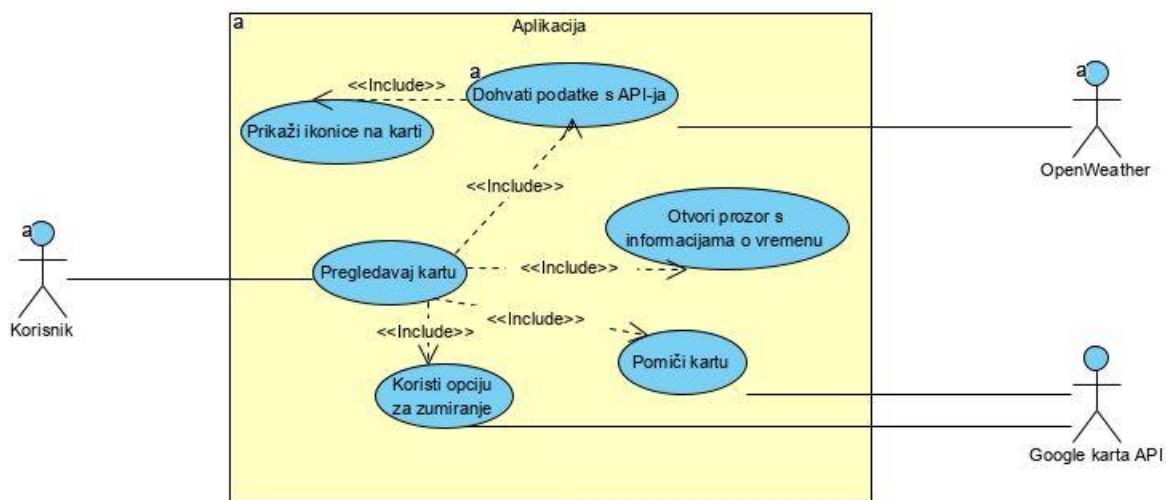 a
Aplikacija
a
<<Include>>
Dohvati podatke s API-ja
a
Prikaži ikonice na karti
OpenWeather
<<Include>>
Otvori prozor s
informacijama o vremenu
a
Pregledavaj kartu
<<Include>>
Korisnik
<<Include>>
<<Include>>
Pomiči kartu
Koristi opciju
za zumiranje
Google karta API